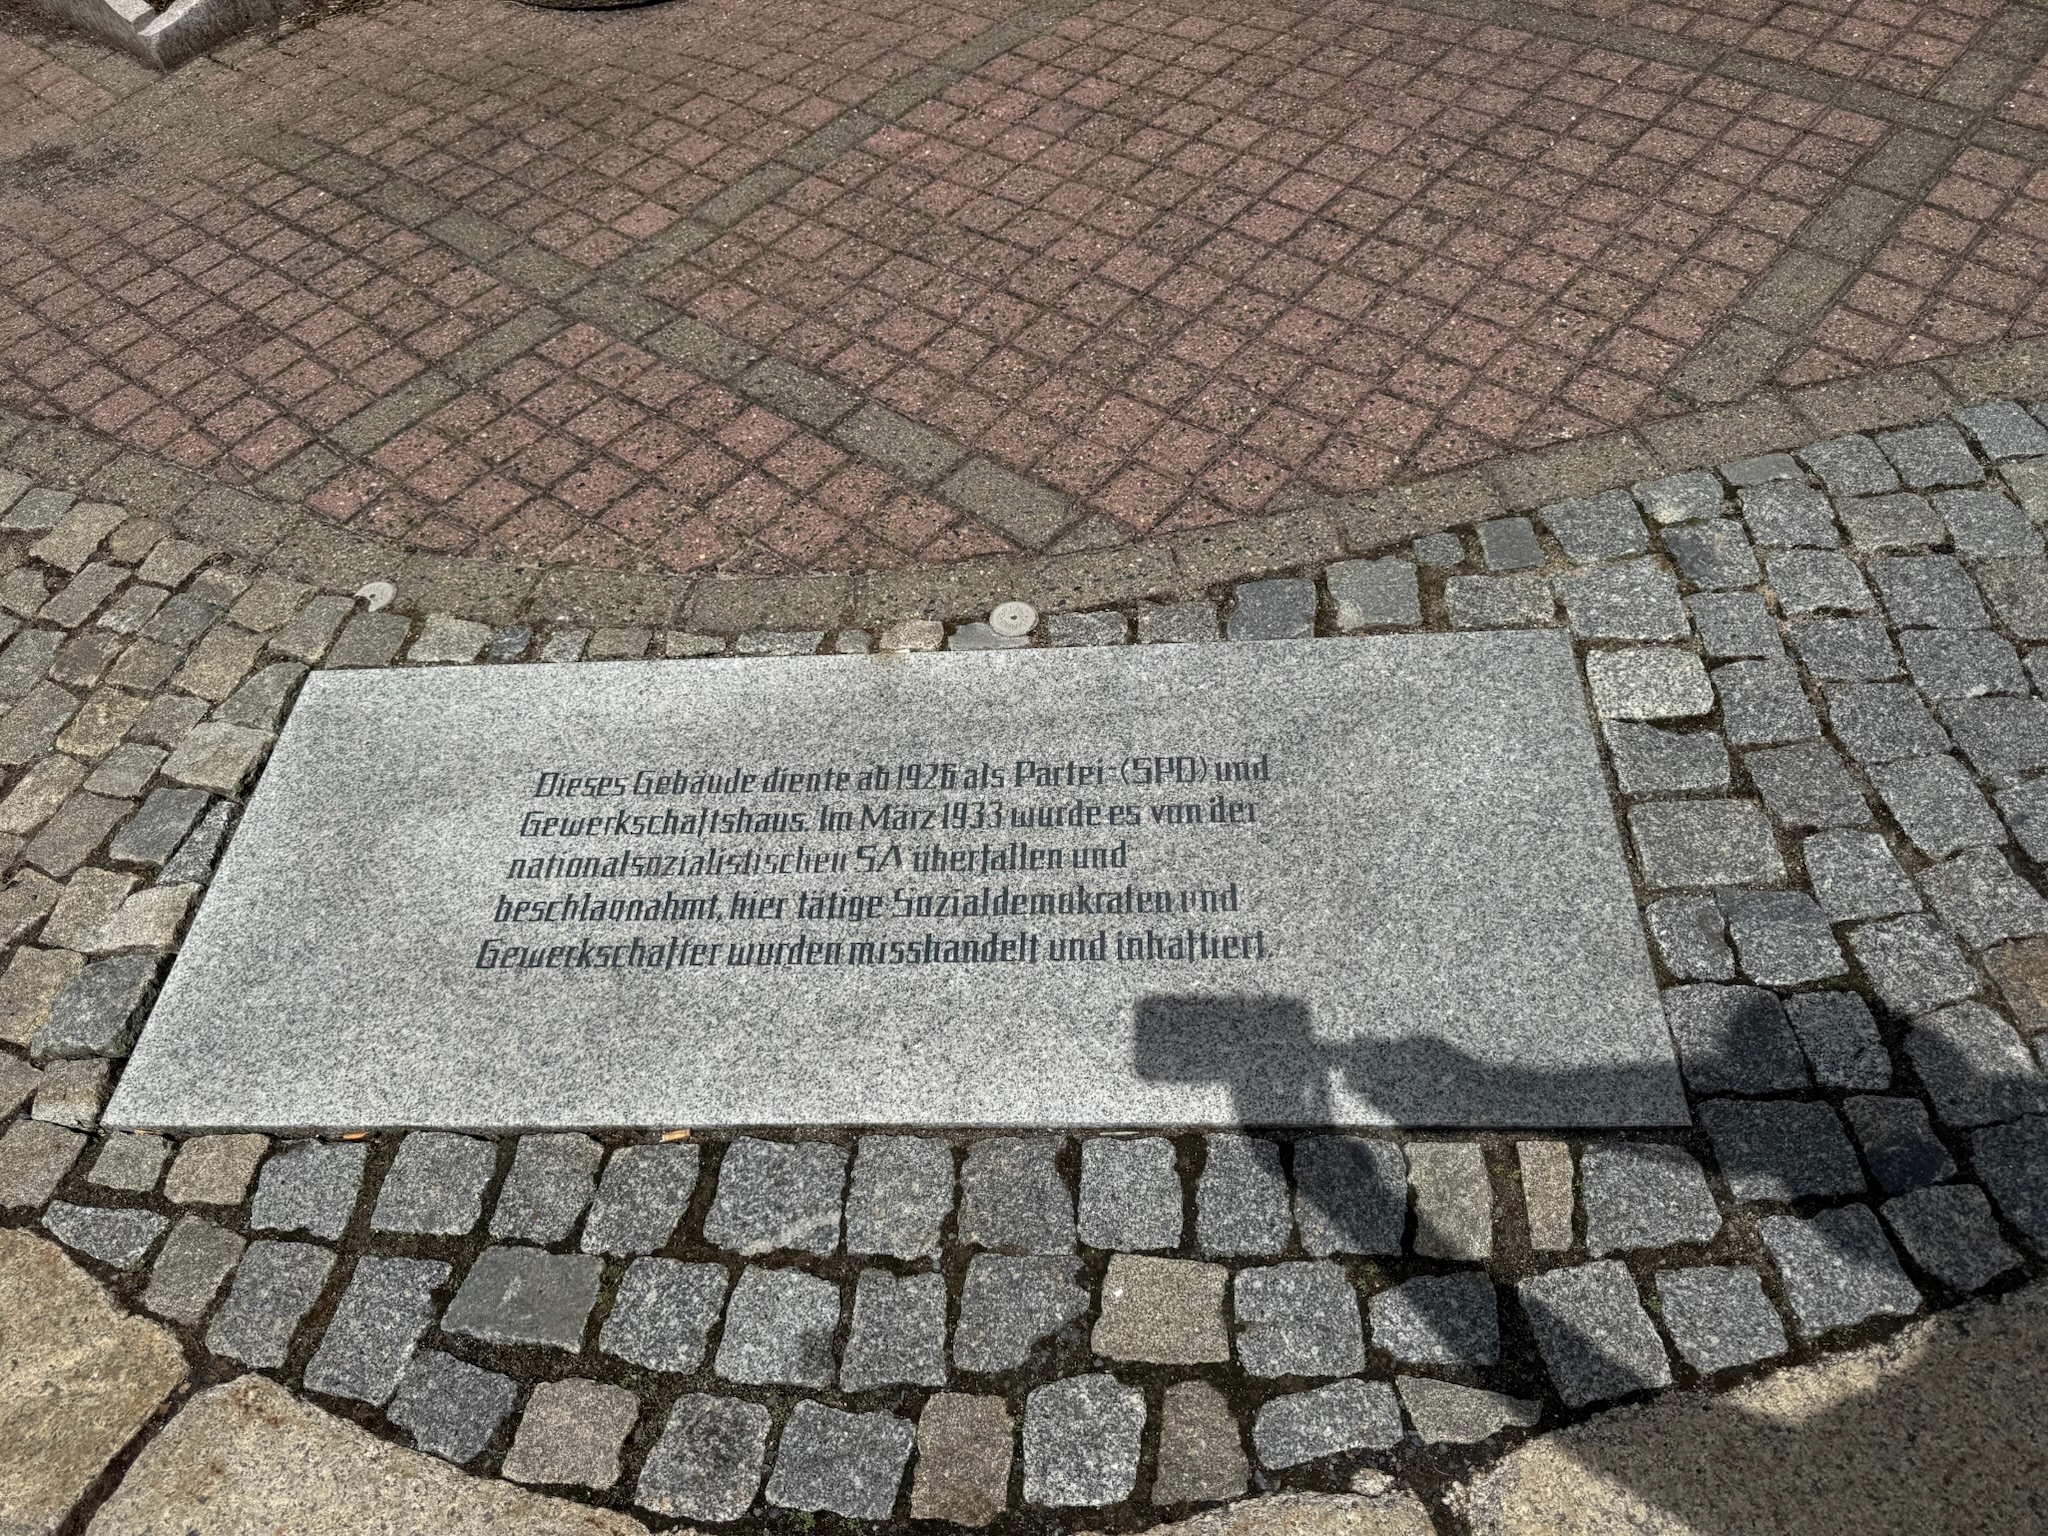 Dieses Gebäude diente ab 1926 als Partei-(SPD) und
Gewerkschaftshaus. Im März 1933 wurde es von der
nationalsozialistischen SA überfallen und
beschlagnahmt, hier tätige Sozialdemokraten und
Gewerkschafter wurden misshandelt und inhaftiert.